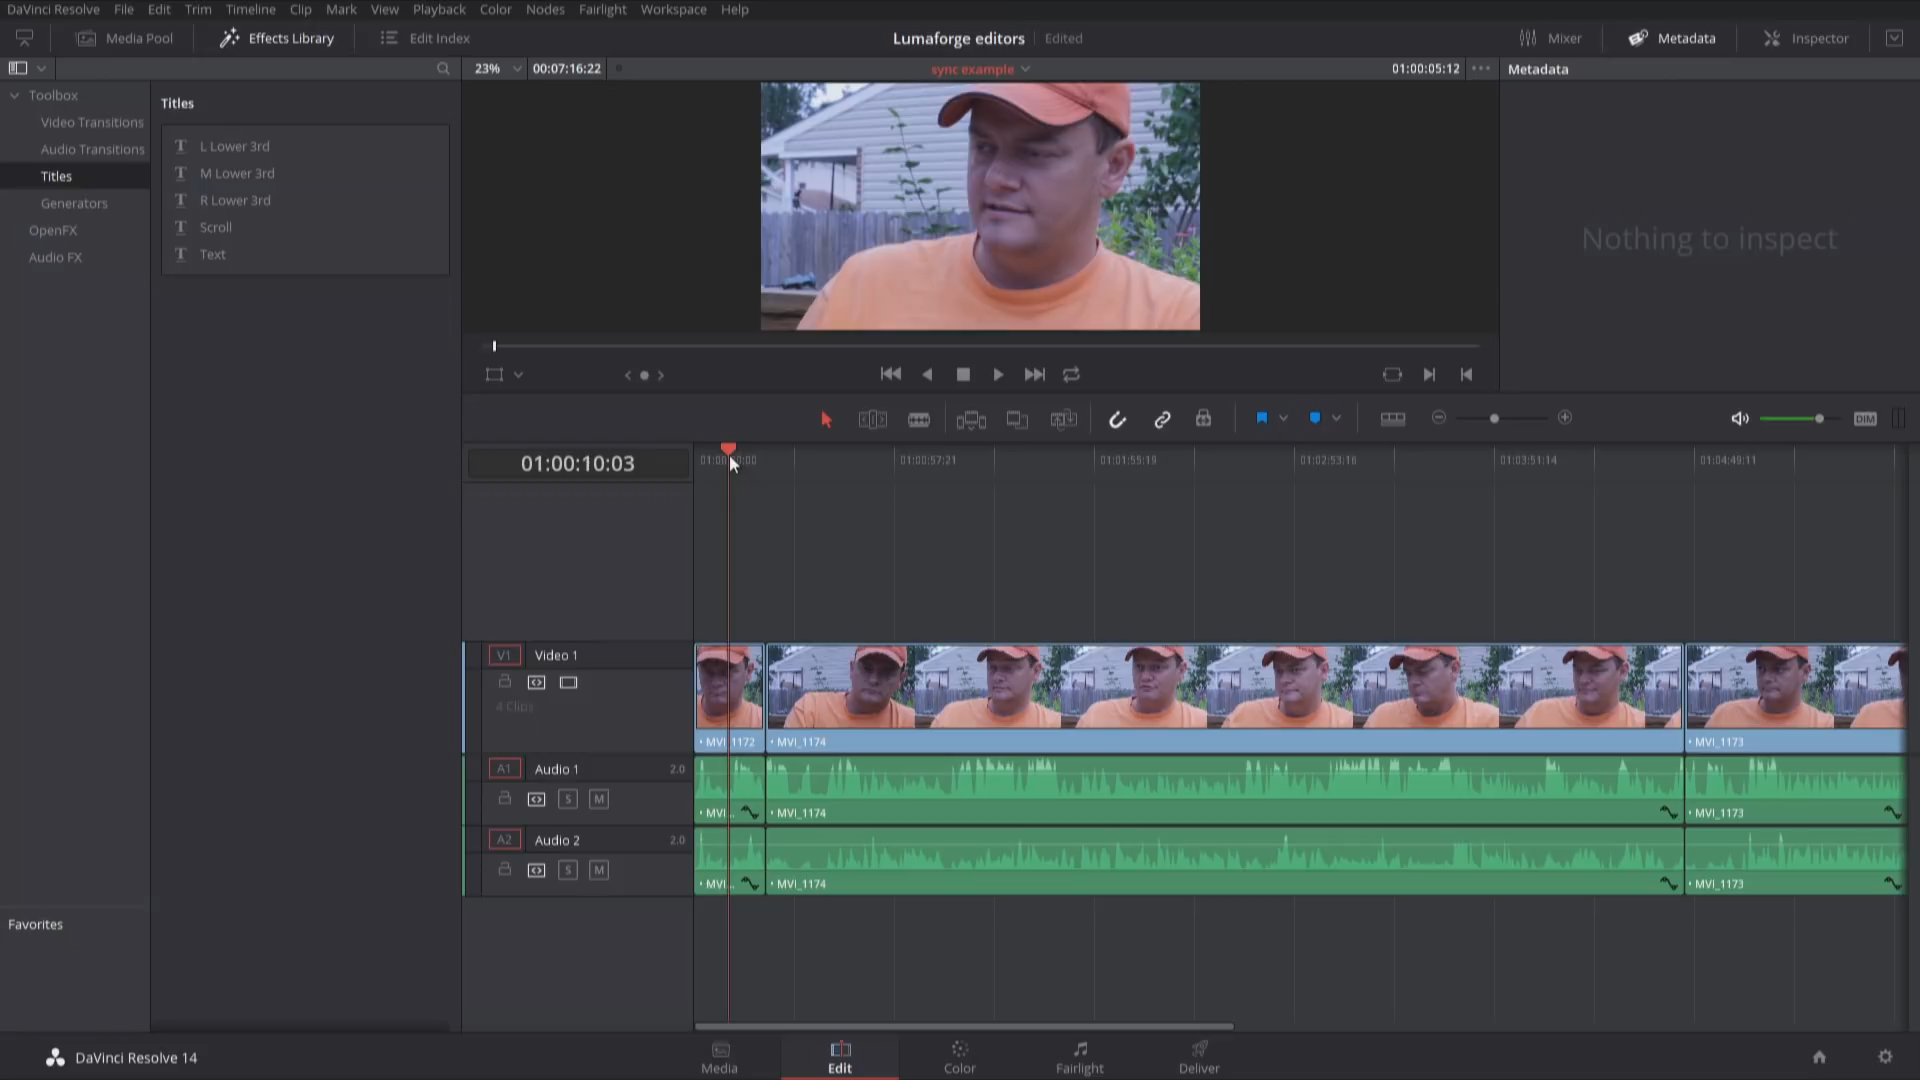 DaVinci Resolve File Edit Trim Timeline Clip Mark View Playback Color Nodes Fairlight Workspace Help
Media Pool Effects Library Edit Index Lumaforge editors Edited Mixer Metadata Inspector
23% 00:07:16:22 sync example 01:00:05:12 Metadata
Toolbox
Video Transitions
Audio Transitions
Titles
Generators
OpenFX
Audio FX
Titles
L Lower 3rd
M Lower 3rd
R Lower 3rd
Scroll
Text
Nothing to inspect
DIM
01:00:10:03
01:00:57:21 01:01:55:19 01:02:53:16 01:03:51:14 01:04:49:11
V1 Video 1
4 Clips
• MVI_1174 • MVI_1173
A1 Audio 1 2.0
S M
• MVI... • MVI_1174 • MVI_1173
A2 Audio 2 2.0
S M
• MVI... • MVI_1174 • MVI_1173
Favorites
DaVinci Resolve 14
Media Edit Color Fairlight Deliver